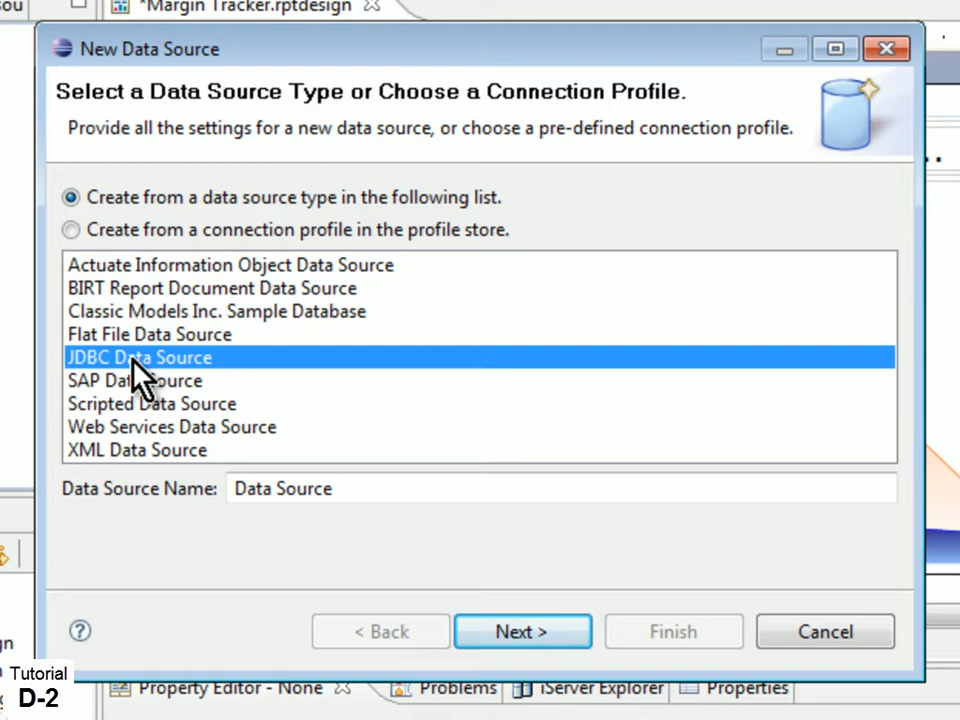 sou
*Margin Tracker.rptdesign
New Data Source
Select a Data Source Type or Choose a Connection Profile.
Provide all the settings for a new data source, or choose a pre-defined connection profile.
Create from a data source type in the following list.
Create from a connection profile in the profile store.
Actuate Information Object Data Source
BIRT Report Document Data Source
Classic Models Inc. Sample Database
Flat File Data Source
JDBC Data Source
SAP Data Source
Scripted Data Source
Web Services Data Source
XML Data Source
Data Source Name: Data Source
< Back Next > Finish Cancel
gn
Tutorial
D-2
Property Editor - None Problems iServer Explorer Properties